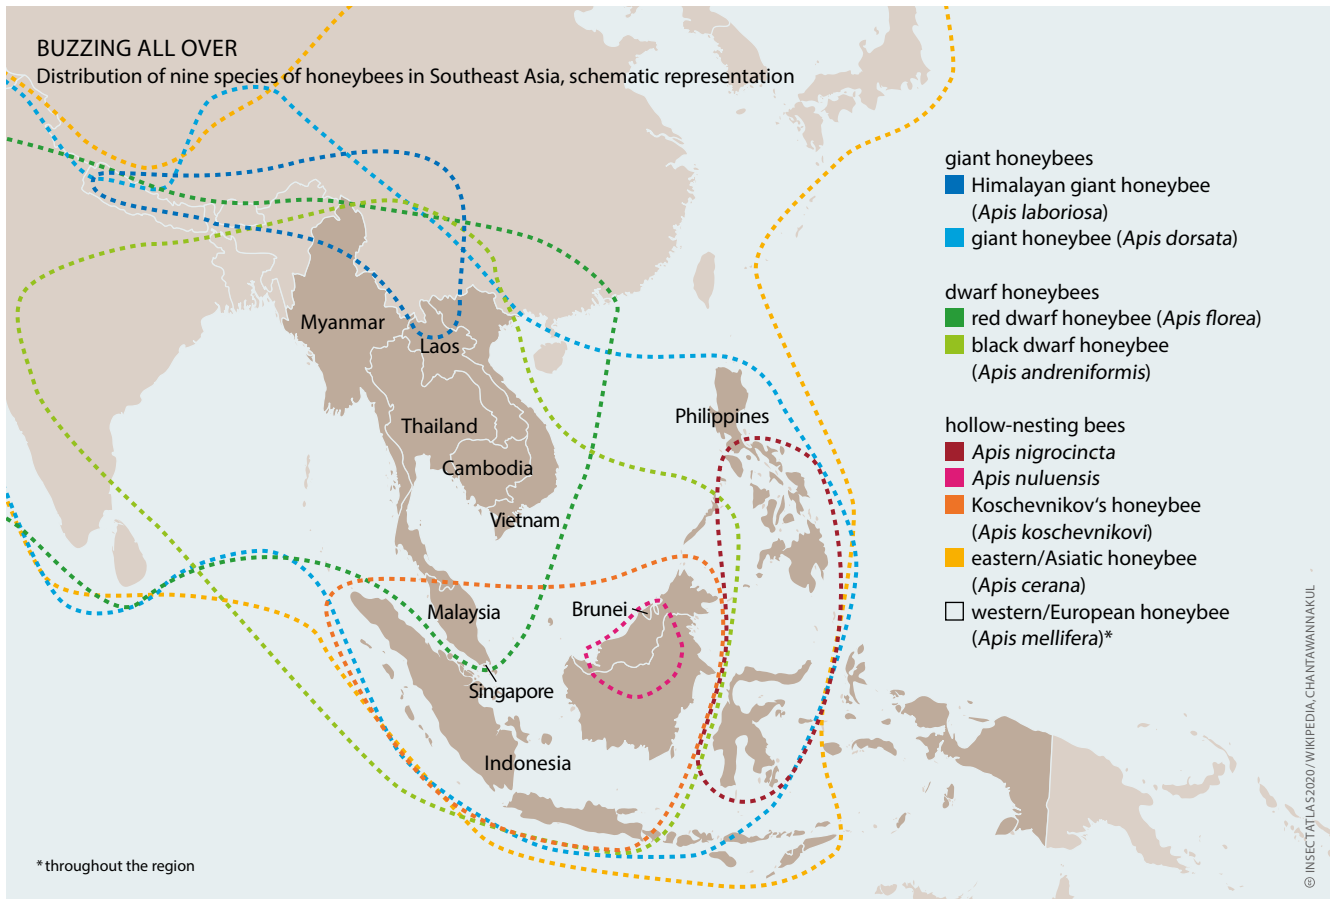 BUZZING ALL OVER
Distribution of nine species of honeybees in Southeast Asia, schematic representation
giant honeybees
Himalayan giant honeybee
(Apis laboriosa)
giant honeybee (Apis dorsata)
dwarf honeybees
red dwarf honeybee (Apis florea)
black dwarf honeybee
(Apis andreniformis)
hollow-nesting bees
Apis nigrocincta
Apis nuluensis
Koschevnikov‘s honeybee
(Apis koschevnikovi)
eastern/Asiatic honeybee
(Apis cerana)
western/European honeybee
(Apis mellifera)*
Myanmar
Laos
Thailand
Cambodia
Vietnam
Philippines
Malaysia
Brunei
Singapore
Indonesia
* throughout the region
INSECT ATLAS 2020 / WIKIPEDIA, CHANTAWANNAKUL